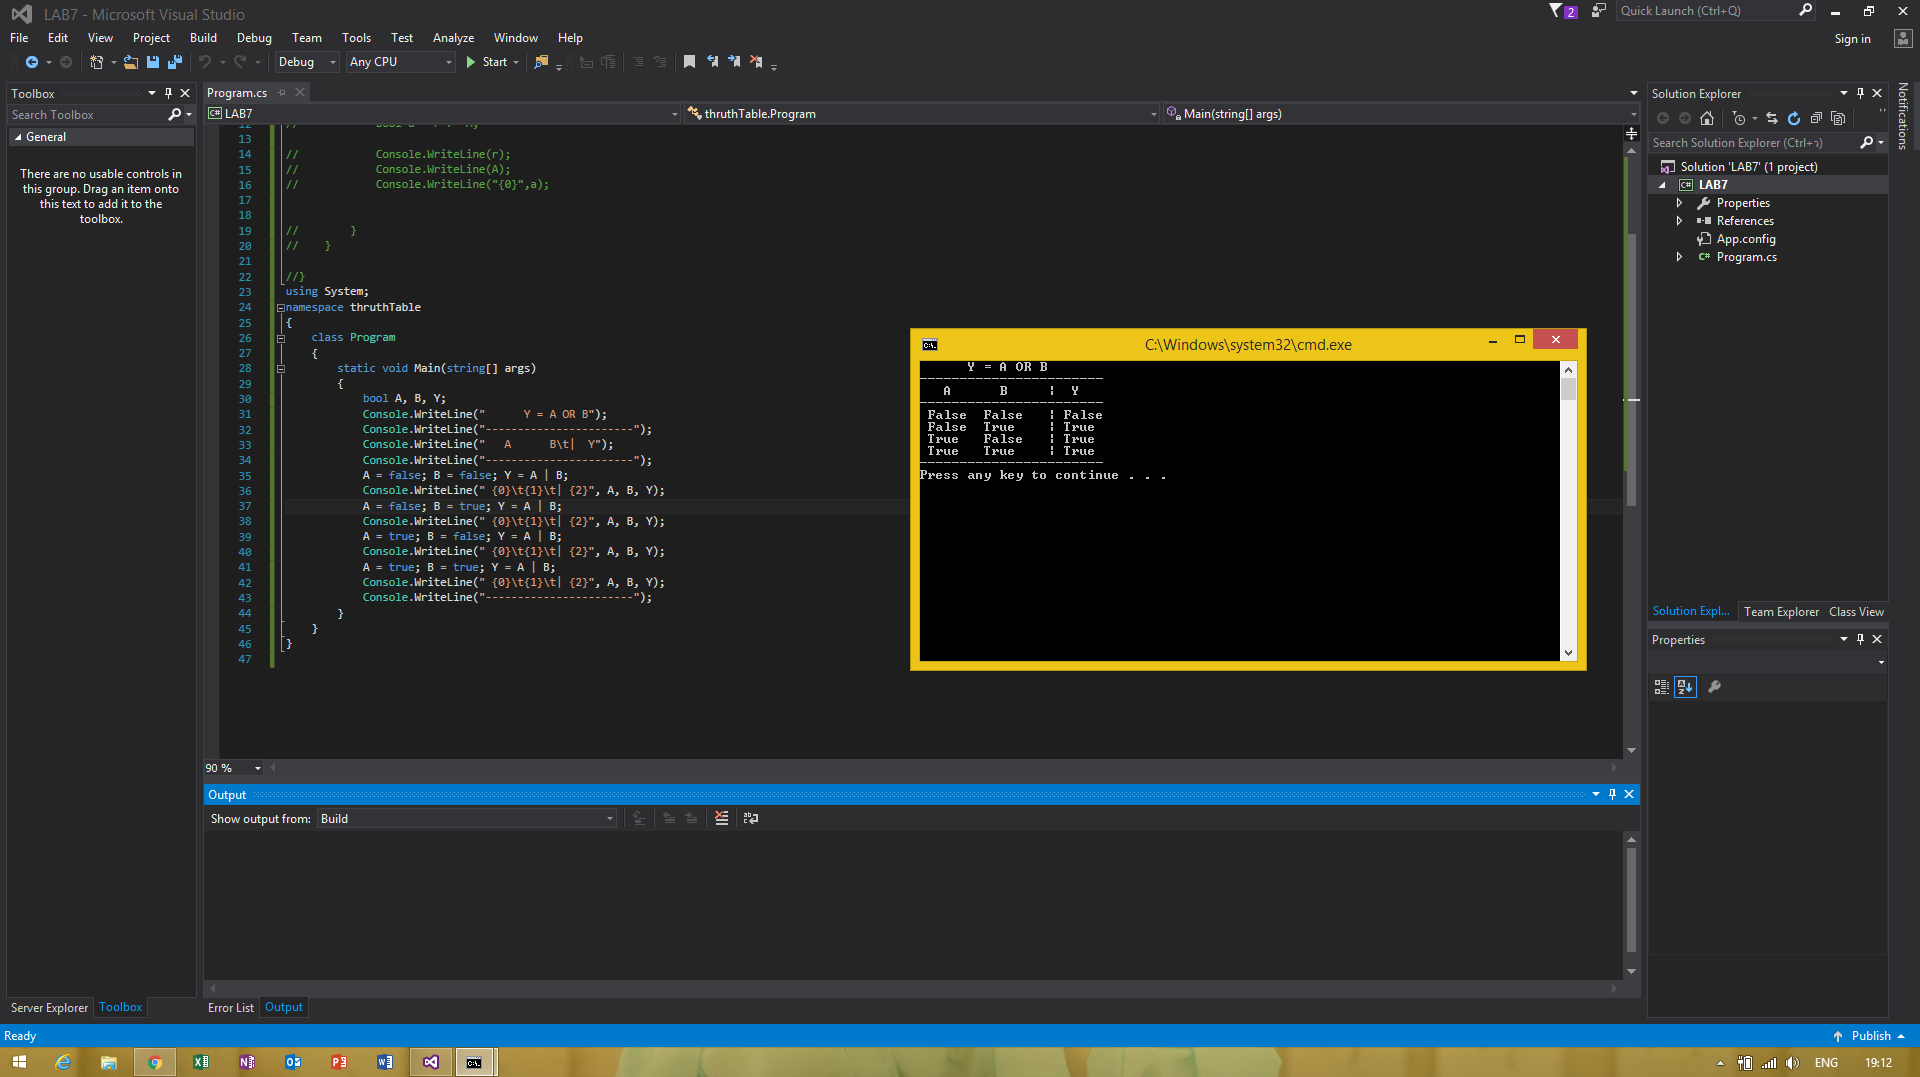 LAB7 - Microsoft Visual Studio
2
Quick Launch (Ctrl+Q)
File Edit View Project Build Debug Team Tools Test Analyze Window Help
Sign in
Debug Any CPU Start
Toolbox
Search Toolbox
General
There are no usable controls in
this group. Drag an item onto
this text to add it to the
toolbox.
Program.cs
LAB7 thruthTable.Program Main(string[] args)
13
14 // Console.WriteLine(r);
15 // Console.WriteLine(A);
16 // Console.WriteLine("{0}",a);
17
18
19 // }
20 // }
21
22 //}
23 using System;
24 namespace thruthTable
25 {
26 class Program
27 {
28 static void Main(string[] args)
29 {
30 bool A, B, Y;
31 Console.WriteLine("      Y = A OR B");
32 Console.WriteLine("-----------------------");
33 Console.WriteLine("   A      B\t|  Y");
34 Console.WriteLine("-----------------------");
35 A = false; B = false; Y = A | B;
36 Console.WriteLine(" {0}\t{1}\t| {2}", A, B, Y);
37 A = false; B = true; Y = A | B;
38 Console.WriteLine(" {0}\t{1}\t| {2}", A, B, Y);
39 A = true; B = false; Y = A | B;
40 Console.WriteLine(" {0}\t{1}\t| {2}", A, B, Y);
41 A = true; B = true; Y = A | B;
42 Console.WriteLine(" {0}\t{1}\t| {2}", A, B, Y);
43 Console.WriteLine("-----------------------");
44 }
45 }
46 }
47
C:\Windows\system32\cmd.exe
Y = A OR B
-----------------------
A B ¦ Y
-----------------------
False False ¦ False
False True ¦ True
True False ¦ True
True True ¦ True
-----------------------
Press any key to continue . . .
90 %
Output
Show output from: Build
Error List Output
Server Explorer Toolbox
Solution Explorer
Search Solution Explorer (Ctrl+ר)
Solution 'LAB7' (1 project)
LAB7
Properties
References
App.config
Program.cs
Solution Expl... Team Explorer Class View
Properties
Notifications
Ready
Publish
ENG 19:12